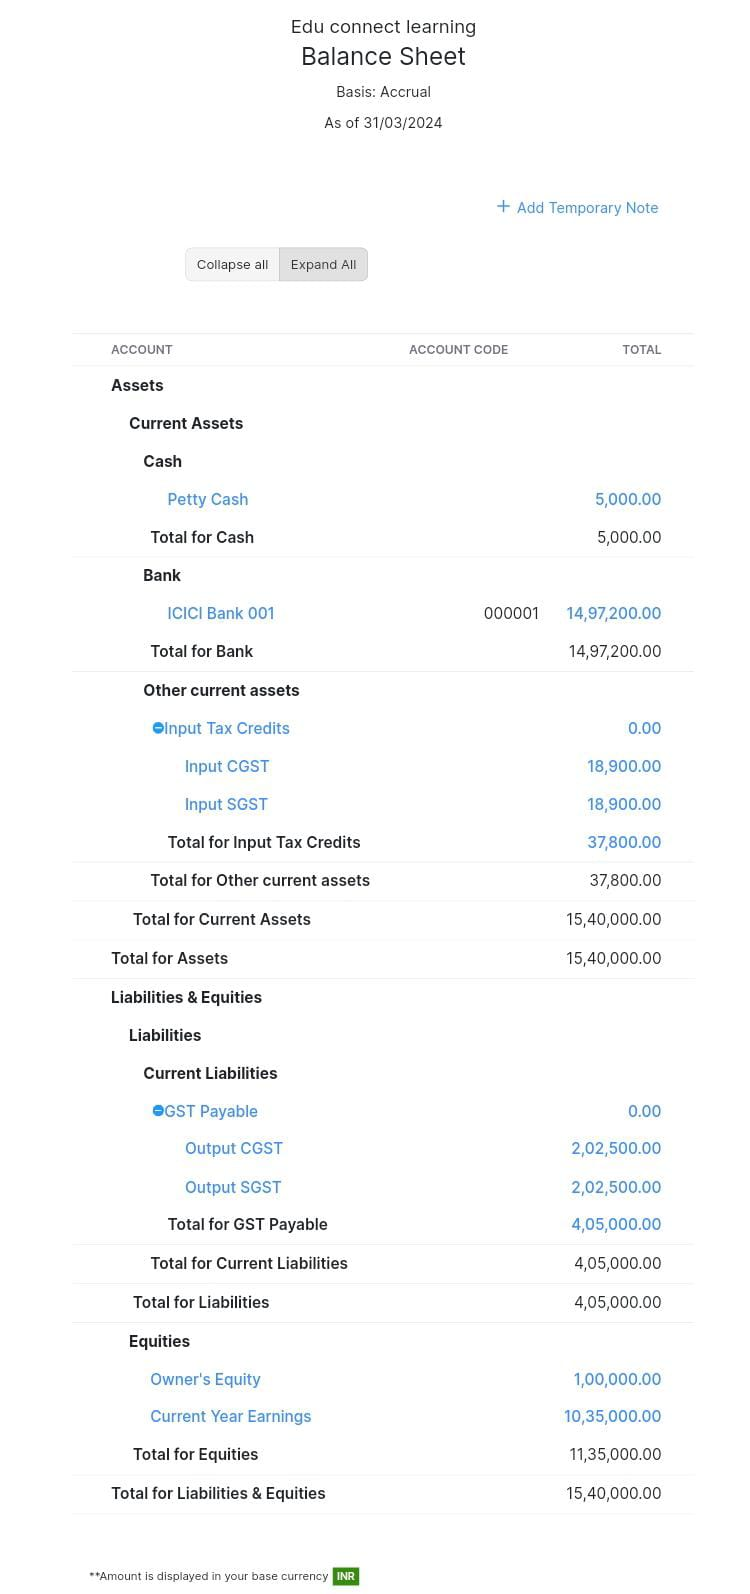 Edu connect learning
Balance Sheet
Basis: Accrual
As of 31/03/2024
+ Add Temporary Note
Collapse all Expand All
ACCOUNT ACCOUNT CODE TOTAL
Assets
Current Assets
Cash
Petty Cash 5,000.00
Total for Cash 5,000.00
Bank
ICICI Bank 001 000001 14,97,200.00
Total for Bank 14,97,200.00
Other current assets
Input Tax Credits 0.00
Input CGST 18,900.00
Input SGST 18,900.00
Total for Input Tax Credits 37,800.00
Total for Other current assets 37,800.00
Total for Current Assets 15,40,000.00
Total for Assets 15,40,000.00
Liabilities & Equities
Liabilities
Current Liabilities
GST Payable 0.00
Output CGST 2,02,500.00
Output SGST 2,02,500.00
Total for GST Payable 4,05,000.00
Total for Current Liabilities 4,05,000.00
Total for Liabilities 4,05,000.00
Equities
Owner's Equity 1,00,000.00
Current Year Earnings 10,35,000.00
Total for Equities 11,35,000.00
Total for Liabilities & Equities 15,40,000.00
**Amount is displayed in your base currency INR